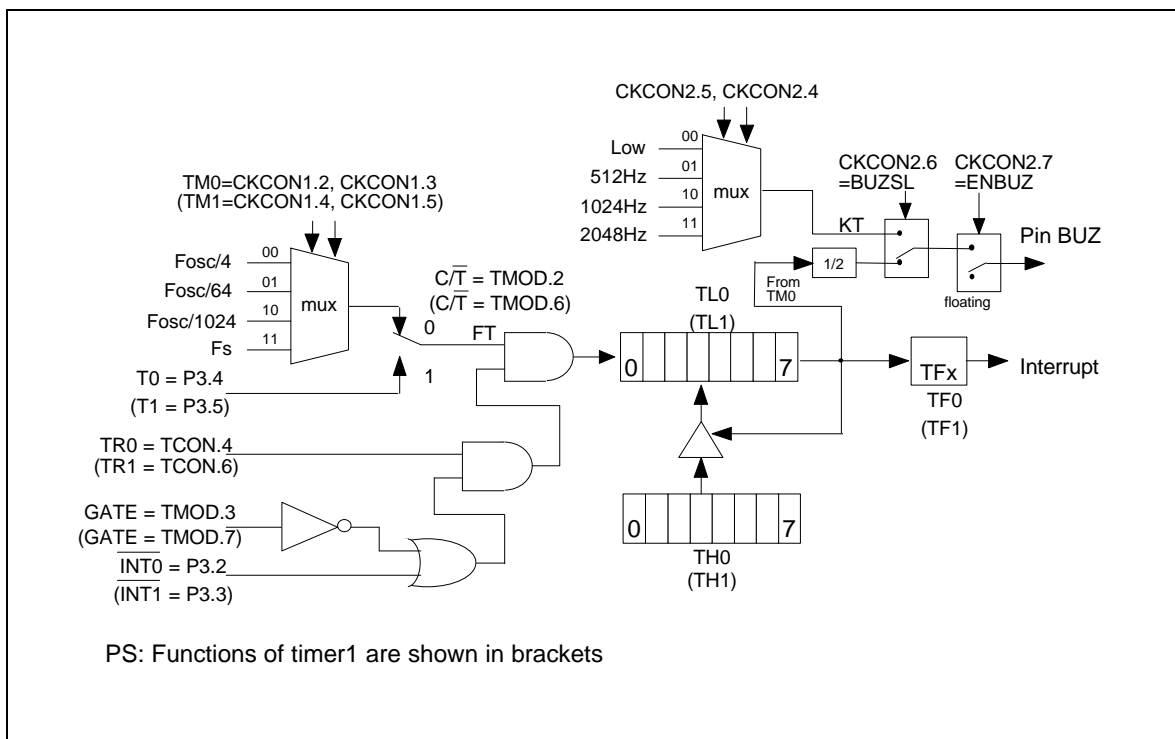 CKCON2.5, CKCON2.4
Low
512Hz
1024Hz
2048Hz
00
01
10
11
mux
KT
CKCON2.6
=BUZSL
CKCON2.7
=ENBUZ
Pin BUZ
1/2
From
TM0
floating
TM0=CKCON1.2, CKCON1.3
(TM1=CKCON1.4, CKCON1.5)
Fosc/4
Fosc/64
Fosc/1024
Fs
00
01
10
11
mux
C/T̅ = TMOD.2
(C/T̅ = TMOD.6)
0
FT
1
T0 = P3.4
(T1 = P3.5)
TL0
(TL1)
0 7
TFx
Interrupt
TF0
(TF1)
TR0 = TCON.4
(TR1 = TCON.6)
GATE = TMOD.3
(GATE = TMOD.7)
I̅N̅T̅0̅ = P3.2
(I̅N̅T̅1̅ = P3.3)
0 7
TH0
(TH1)
PS: Functions of timer1 are shown in brackets